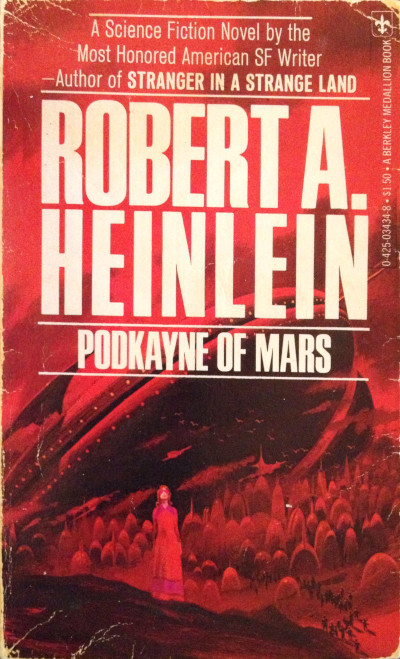 A Science Fiction Novel by the
Most Honored American SF Writer
—Author of STRANGER IN A STRANGE LAND
ROBERT A.
HEINLEIN
PODKAYNE OF MARS
0-425-03434-8 • $1.50 • A BERKLEY MEDALLION BOOK